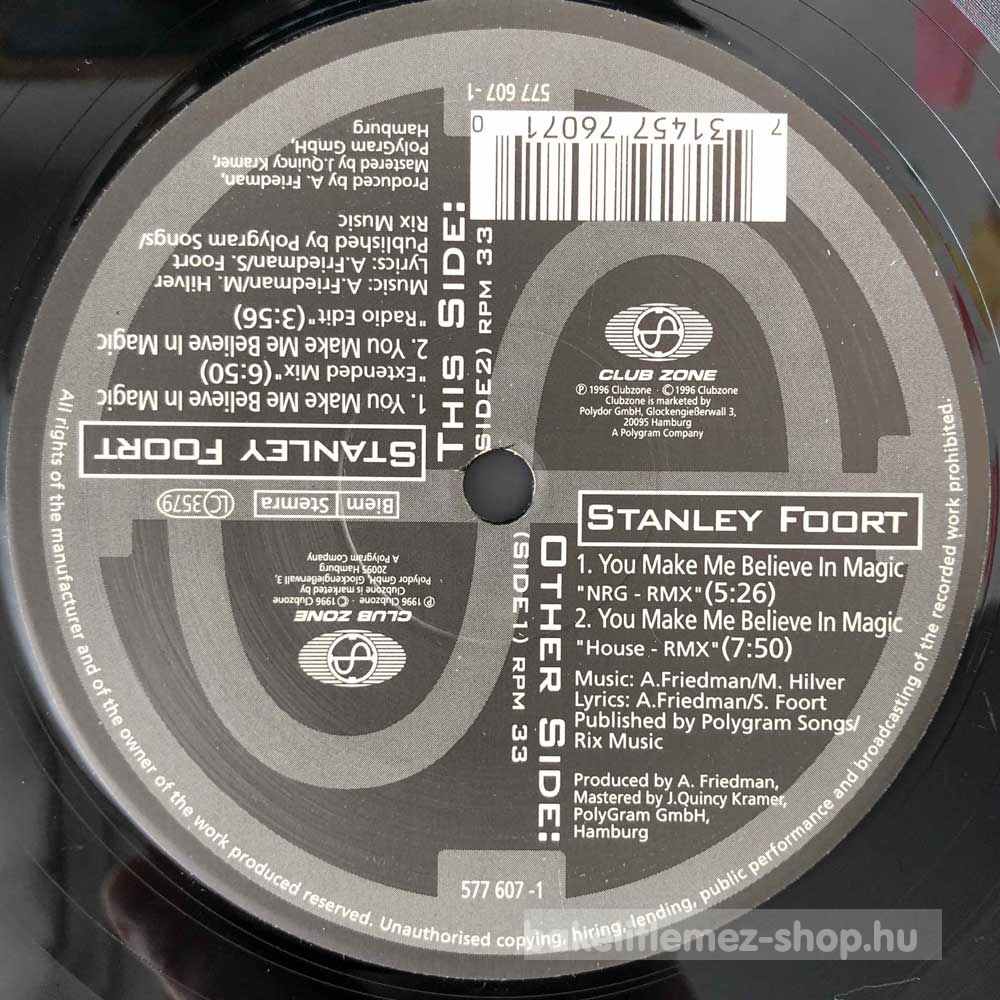 577 607 -1
7 31457 76071 0
THIS SIDE:
(SIDE2) RPM 33
STANLEY FOORT
1. You Make Me Believe In Magic
"Extended Mix"(6:50)
2. You Make Me Believe In Magic
"Radio Edit"(3:56)
Music: A.Friedman/M. Hilver
Lyrics: A.Friedman/S. Foort
Published by Polygram Songs/
Rix Music
Produced by A. Friedman,
Mastered by J.Quincy Kramer,
PolyGram GmbH,
Hamburg
Biem Stemra
LC 3579
CLUB ZONE
℗ 1996 Clubzone · © 1996 Clubzone
Clubzone is marketed by
Polydor GmbH, Glockengießerwall 3,
20095 Hamburg
A Polygram Company
OTHER SIDE:
(SIDE1) RPM 33
STANLEY FOORT
1. You Make Me Believe In Magic
"NRG - RMX"(5:26)
2. You Make Me Believe In Magic
"House - RMX"(7:50)
Music: A.Friedman/M. Hilver
Lyrics: A.Friedman/S. Foort
Published by Polygram Songs/
Rix Music
Produced by A. Friedman,
Mastered by J.Quincy Kramer,
PolyGram GmbH,
Hamburg
CLUB ZONE
℗ 1996 Clubzone · © 1996 Clubzone
Clubzone is marketed by
Polydor GmbH, Glockengießerwall 3,
20095 Hamburg
A Polygram Company
577 607 -1
All rights of the manufacturer and of the owner of the work produced reserved. Unauthorised copying, hiring, lending, public performance and broadcasting of the recorded work prohibited.
bakelitlemez-shop.hu